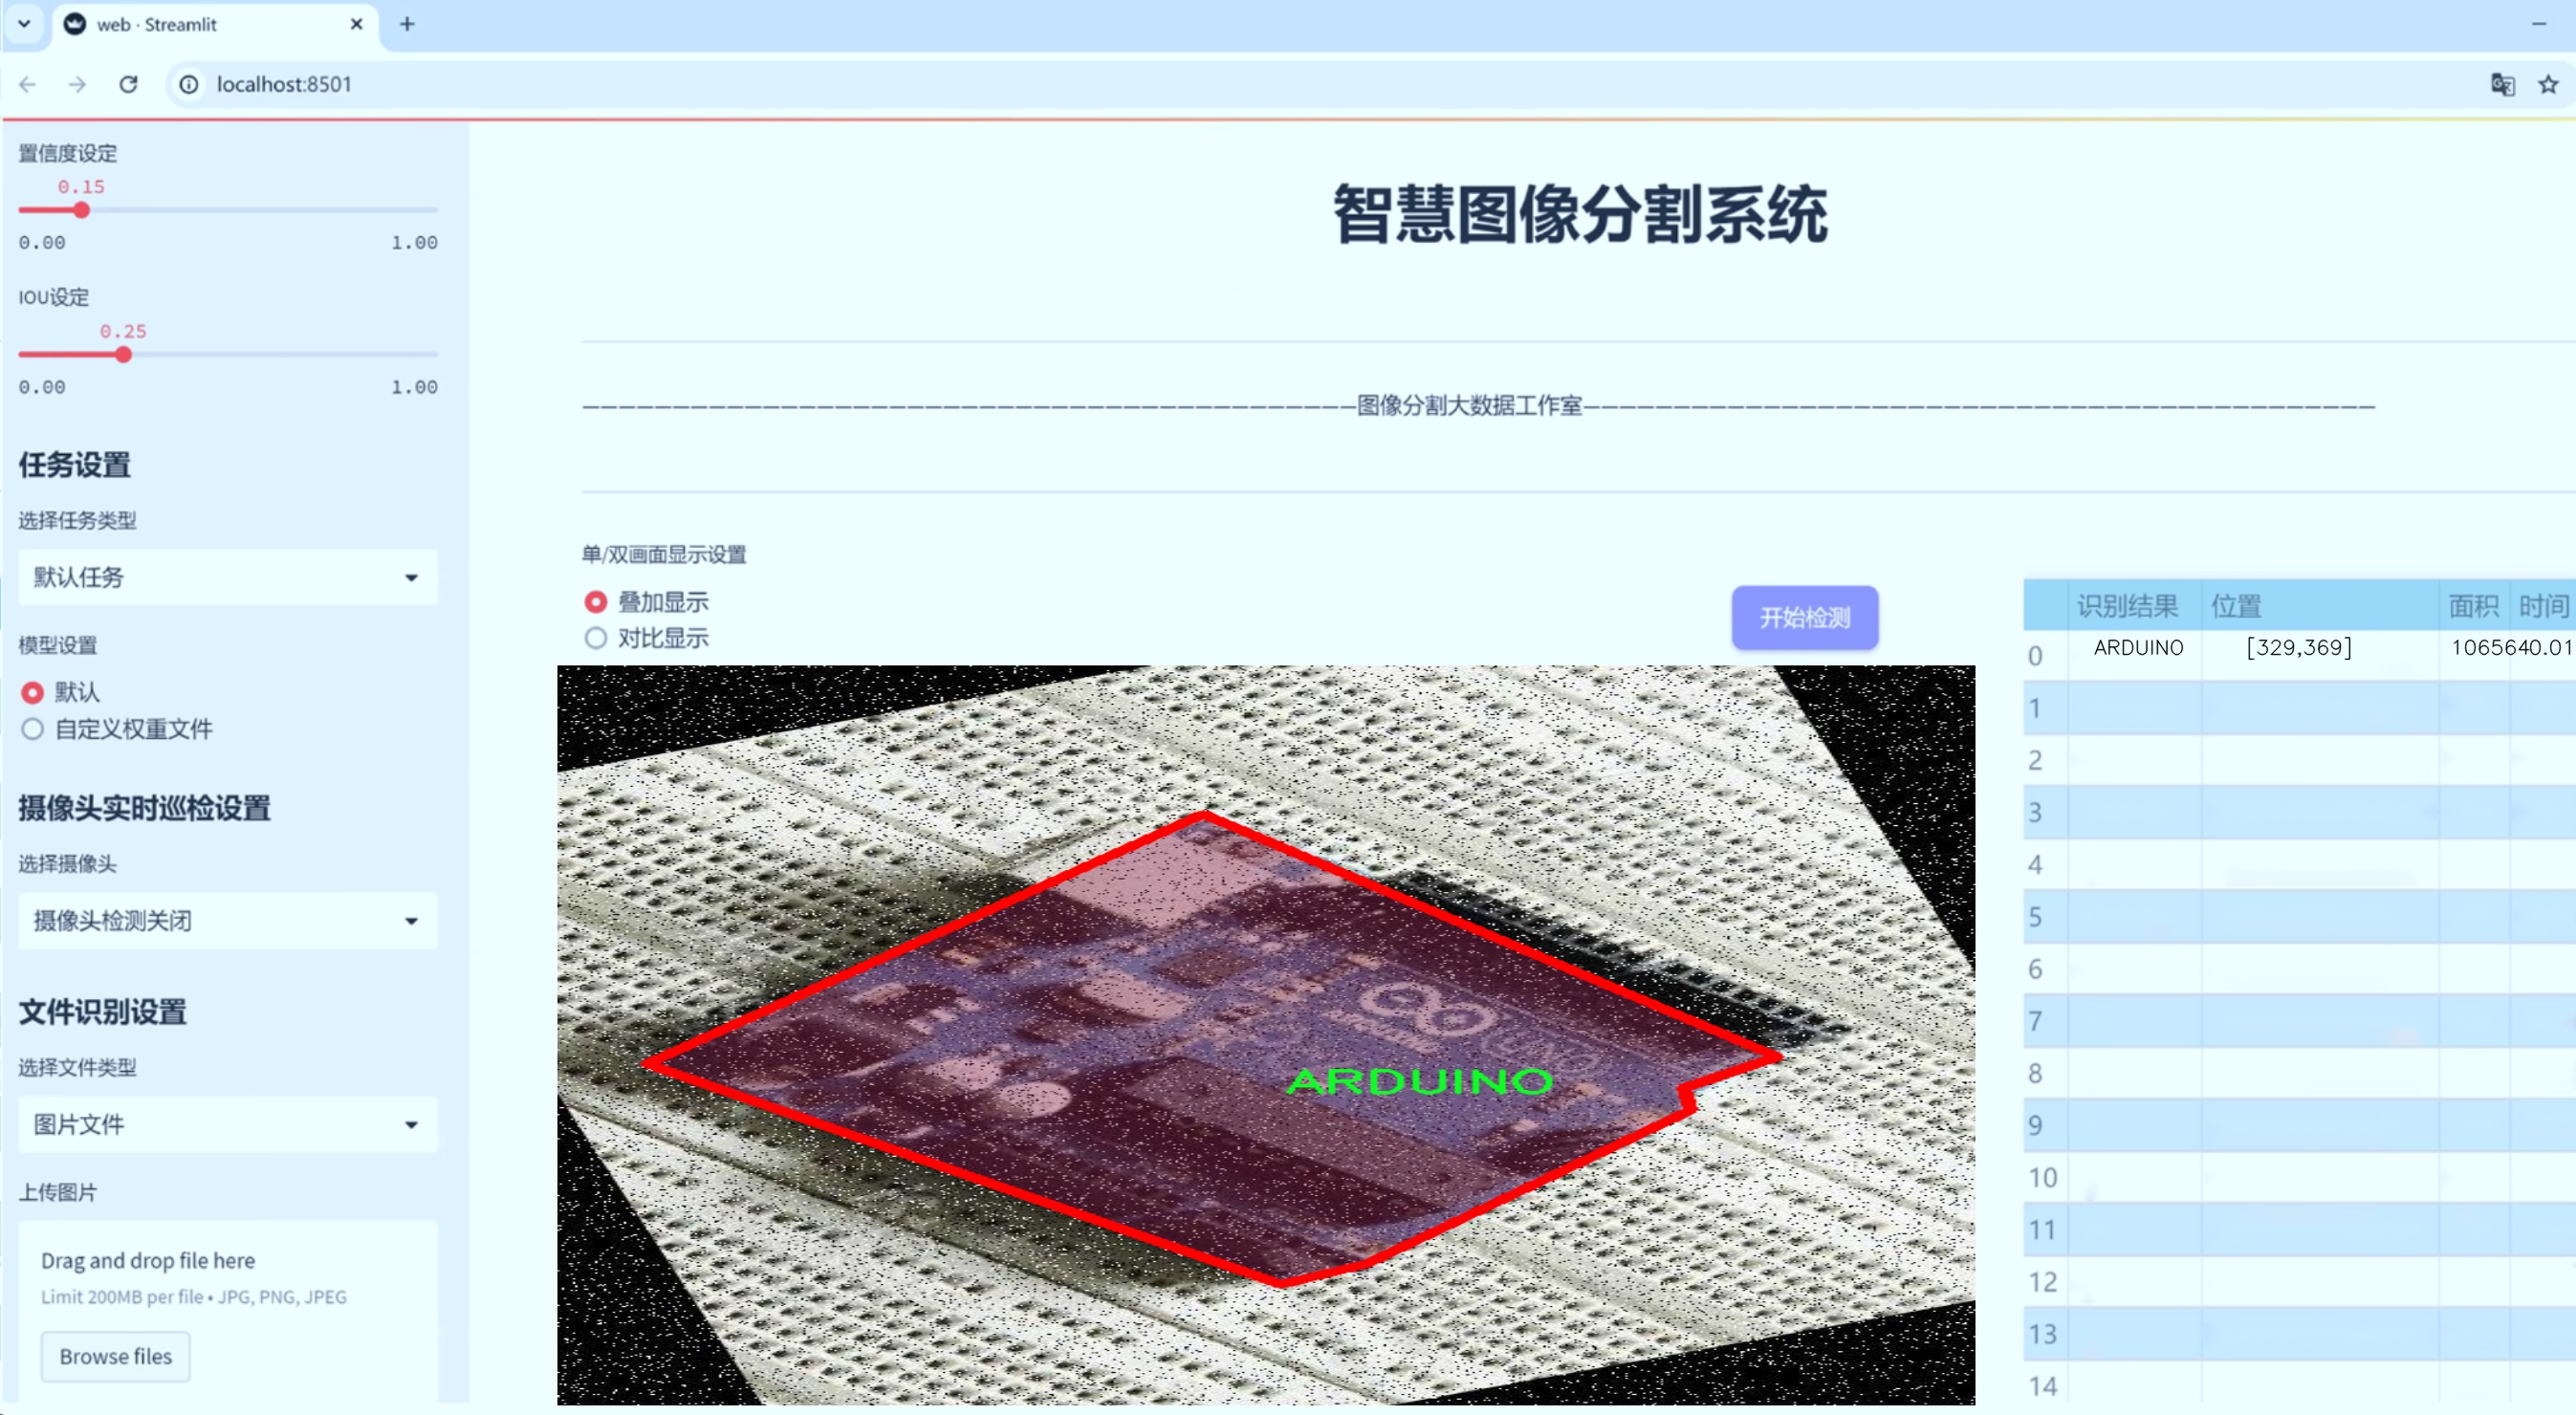 web · Streamlit
localhost:8501
置信度设定
0.15
0.00 1.00
IOU设定
0.25
0.00 1.00
任务设置
选择任务类型
默认任务
模型设置
默认
自定义权重文件
摄像头实时巡检设置
选择摄像头
摄像头检测关闭
文件识别设置
选择文件类型
图片文件
上传图片
Drag and drop file here
Limit 200MB per file • JPG, PNG, JPEG
Browse files
智慧图像分割系统
———————————————————————————————————————————图像分割大数据工作室————————————————————————————————————————————
单/双画面显示设置
叠加显示
对比显示
开始检测
ARDUINO
识别结果 位置 面积 时间
0 ARDUINO [329,369] 1065640.01
1
2
3
4
5
6
7
8
9
10
11
12
13
14